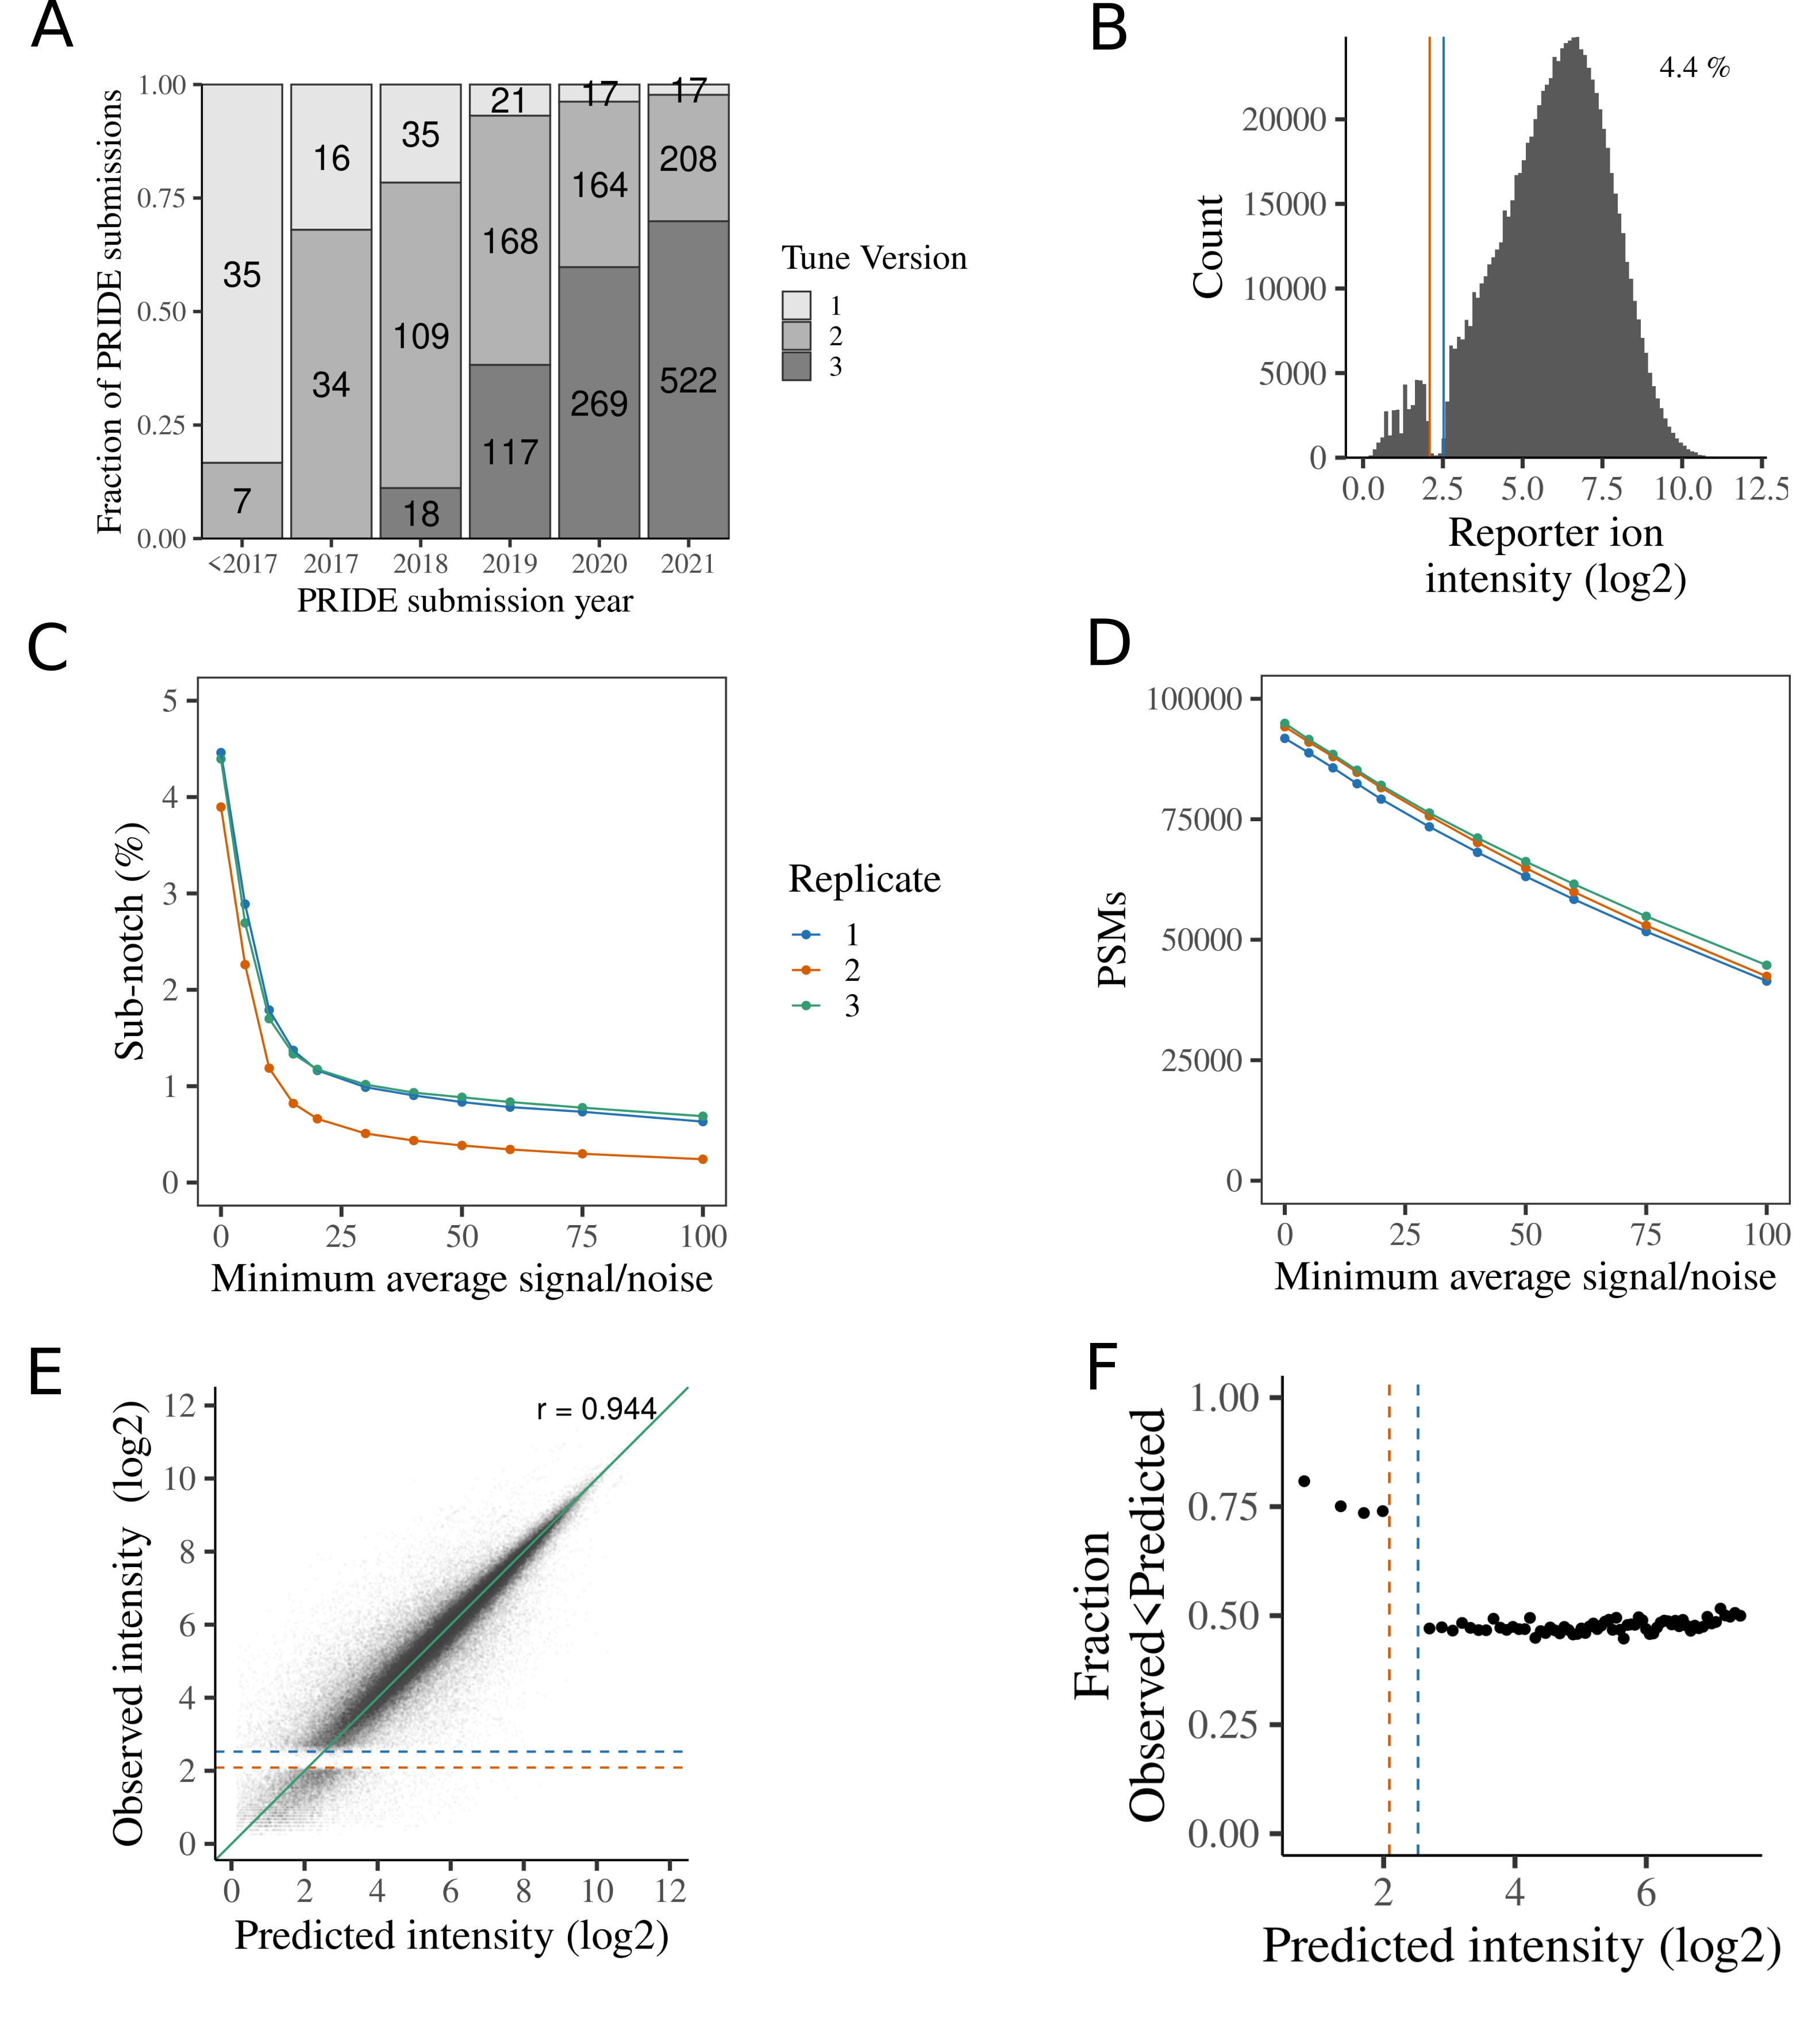 A
1.00
0.75
0.50
0.25
0.00
Fraction of PRIDE submissions
35
7
16
34
35
109
18
21
168
117
17
164
269
17
208
522
<2017 2017 2018 2019 2020 2021
PRIDE submission year
Tune Version
1
2
3
B
4.4 %
20000
15000
10000
5000
0
Count
0.0 2.5 5.0 7.5 10.0 12.5
Reporter ion
intensity (log2)
C
5
4
3
2
1
0
Sub-notch (%)
0 25 50 75 100
Minimum average signal/noise
Replicate
1
2
3
D
100000
75000
50000
25000
0
PSMs
0 25 50 75 100
Minimum average signal/noise
E
r = 0.944
12
10
8
6
4
2
0
Observed intensity (log2)
0 2 4 6 8 10 12
Predicted intensity (log2)
F
1.00
0.75
0.50
0.25
0.00
Fraction
Observed<Predicted
2 4 6
Predicted intensity (log2)